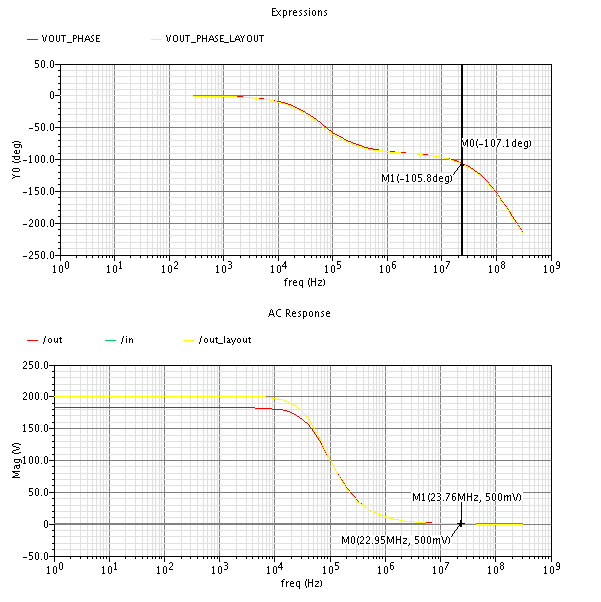 Expressions
VOUT_PHASE VOUT_PHASE_LAYOUT
50.0
0
-50.0
-100.0
-150.0
-200.0
-250.0
Y0 (deg)
M0(-107.1deg)
M1(-105.8deg)
10^0 10^1 10^2 10^3 10^4 10^5 10^6 10^7 10^8 10^9
freq (Hz)
AC Response
/out /in /out_layout
250.0
200.0
150.0
100.0
50.0
0
-50.0
Mag (V)
M1(23.76MHz, 500mV)
M0(22.95MHz, 500mV)
10^0 10^1 10^2 10^3 10^4 10^5 10^6 10^7 10^8 10^9
freq (Hz)